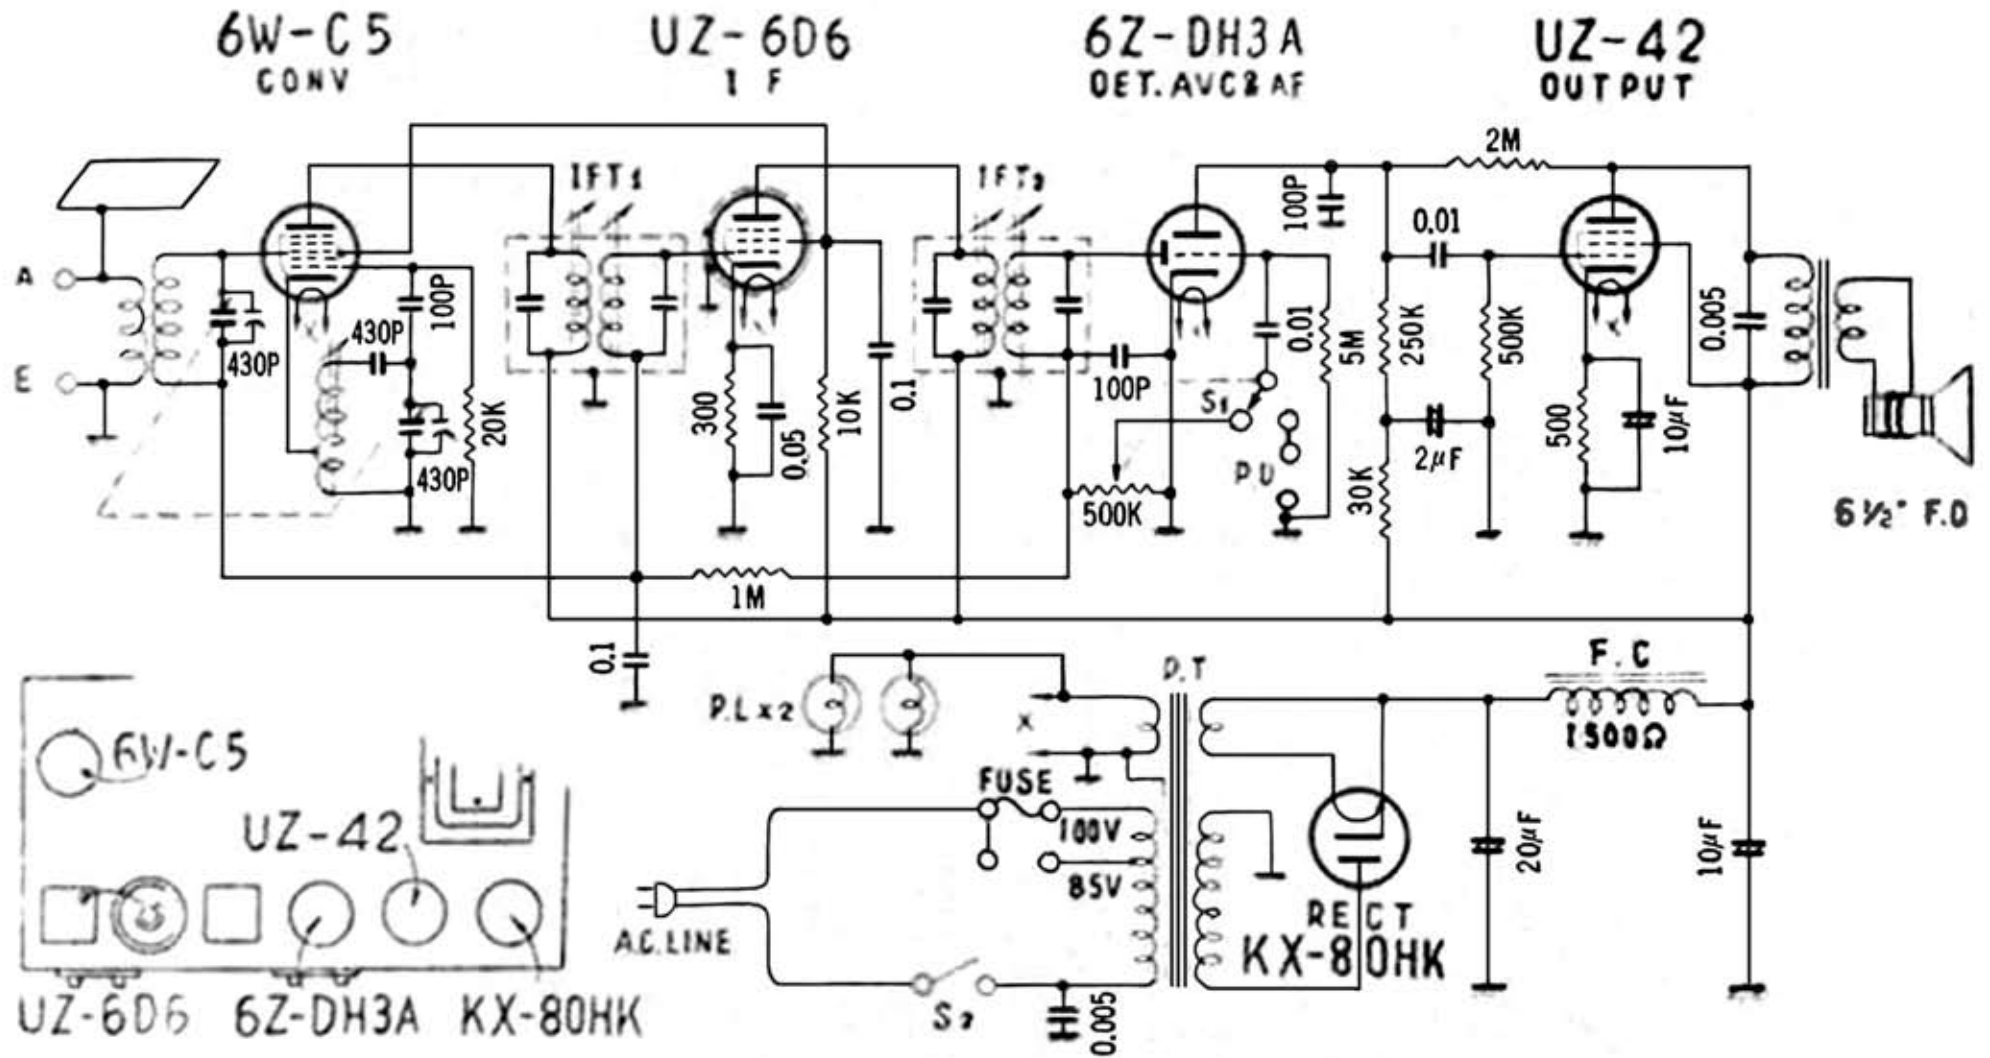 6W-C5
CONV
UZ-6D6
IF
6Z-DH3A
DET.AVC&AF
UZ-42
OUTPUT
2M
IFT1
IFT2
100P
0.01
A
E
430P
430P
100P
430P
20K
300
0.05
10K
0.1
100P
0.01
5M
S1
P U
500K
250K
500K
2μF
30K
500
10μF
0.005
6½" F.D
1M
0.1
P.L x2
X
P.T
F.C
1500Ω
FUSE
100V
85V
A.C.LINE
S2
0.005
RECT
KX-80HK
20μF
10μF
6W-C5
UZ-42
UZ-6D6
6Z-DH3A
KX-80HK